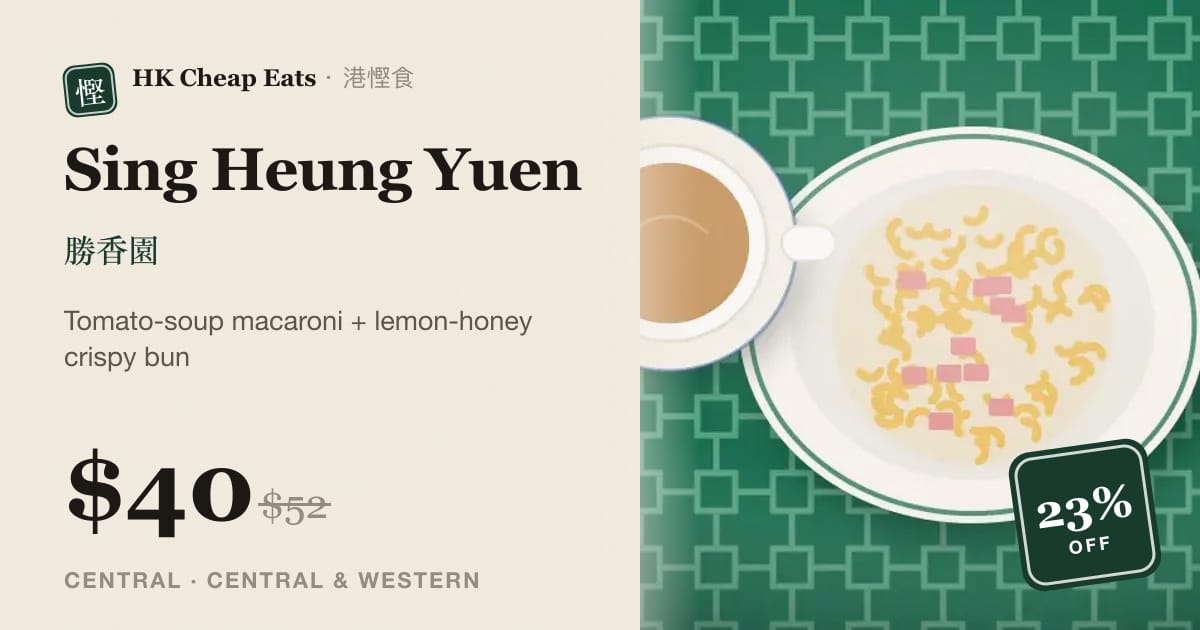 慳
HK Cheap Eats · 港慳食
Sing Heung Yuen
勝香園
Tomato-soup macaroni + lemon-honey
crispy bun
$40 $52
CENTRAL · CENTRAL & WESTERN
23%
OFF